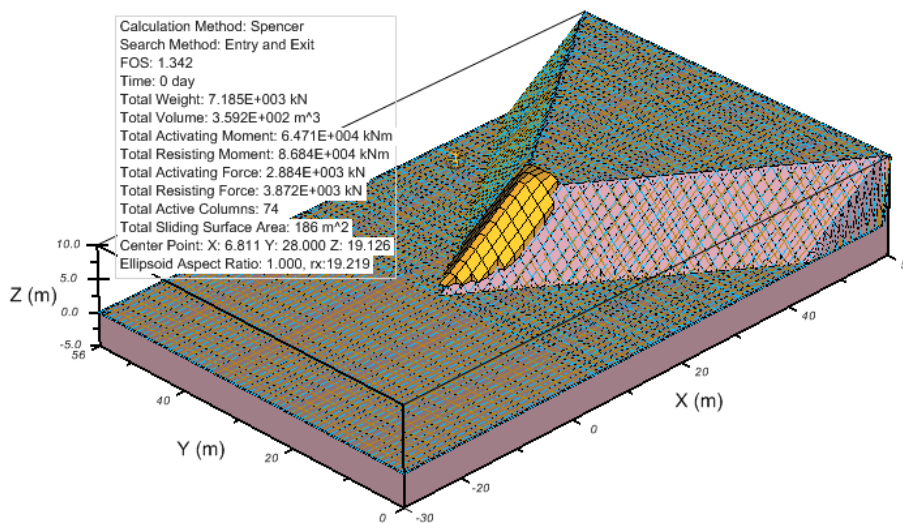 Calculation Method: Spencer
Search Method: Entry and Exit
FOS: 1.342
Time: 0 day
Total Weight: 7.185E+003 kN
Total Volume: 3.592E+002 m^3
Total Activating Moment: 6.471E+004 kNm
Total Resisting Moment: 8.684E+004 kNm
Total Activating Force: 2.884E+003 kN
Total Resisting Force: 3.872E+003 kN
Total Active Columns: 74
Total Sliding Surface Area: 186 m^2
Center Point: X: 6.811 Y: 28.000 Z: 19.126
Ellipsoid Aspect Ratio: 1.000, rx:19.219
10.0
5.0
Z (m)
0.0
-5.0
56
40
Y (m)
20
0
-30
-20
0
X (m)
20
40